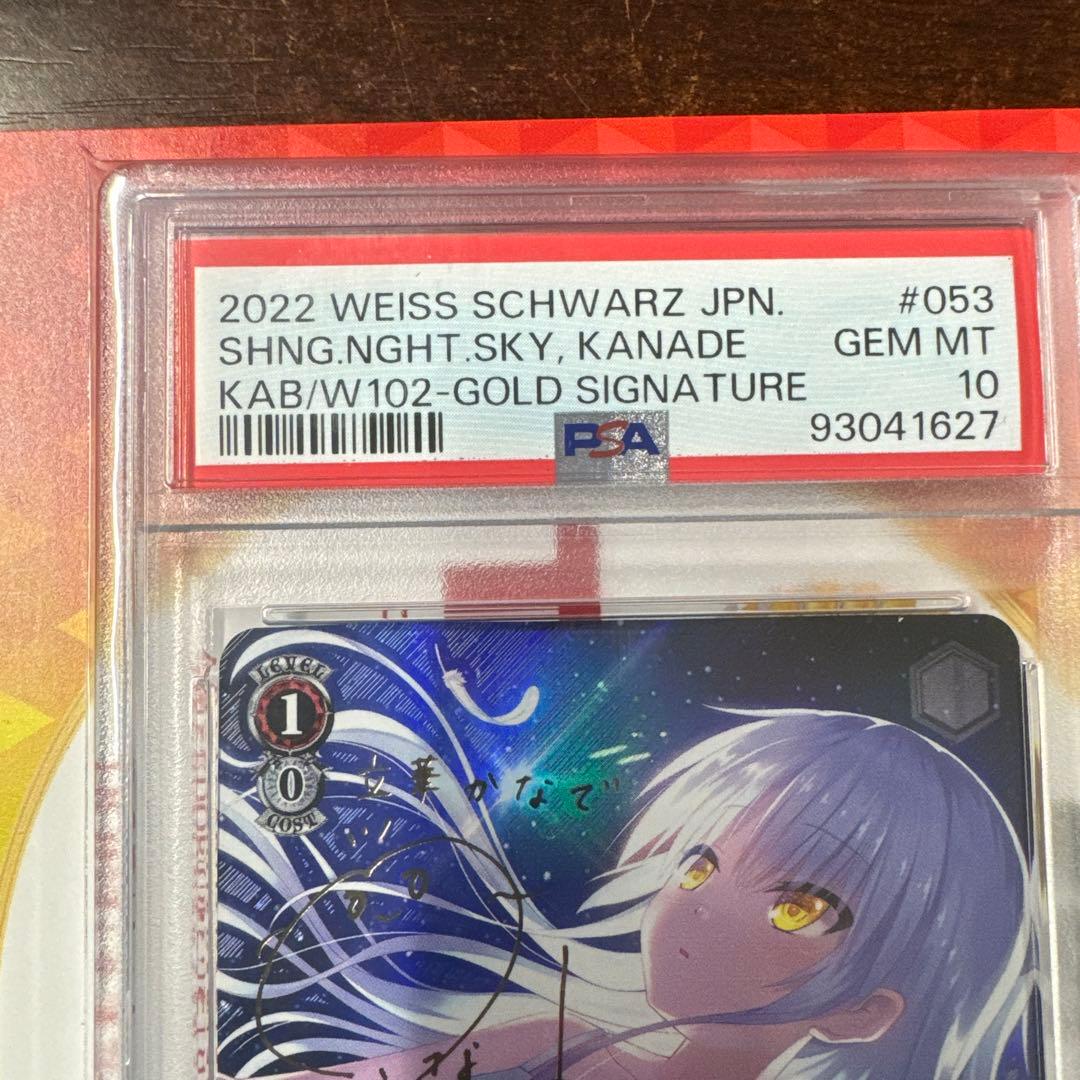 2022 WEISS SCHWARZ JPN. #053
SHNG.NGHT.SKY, KANADE GEM MT
KAB/W102-GOLD SIGNATURE 10
93041627
PSA
LEVEL
1
0
COST
立華かなで